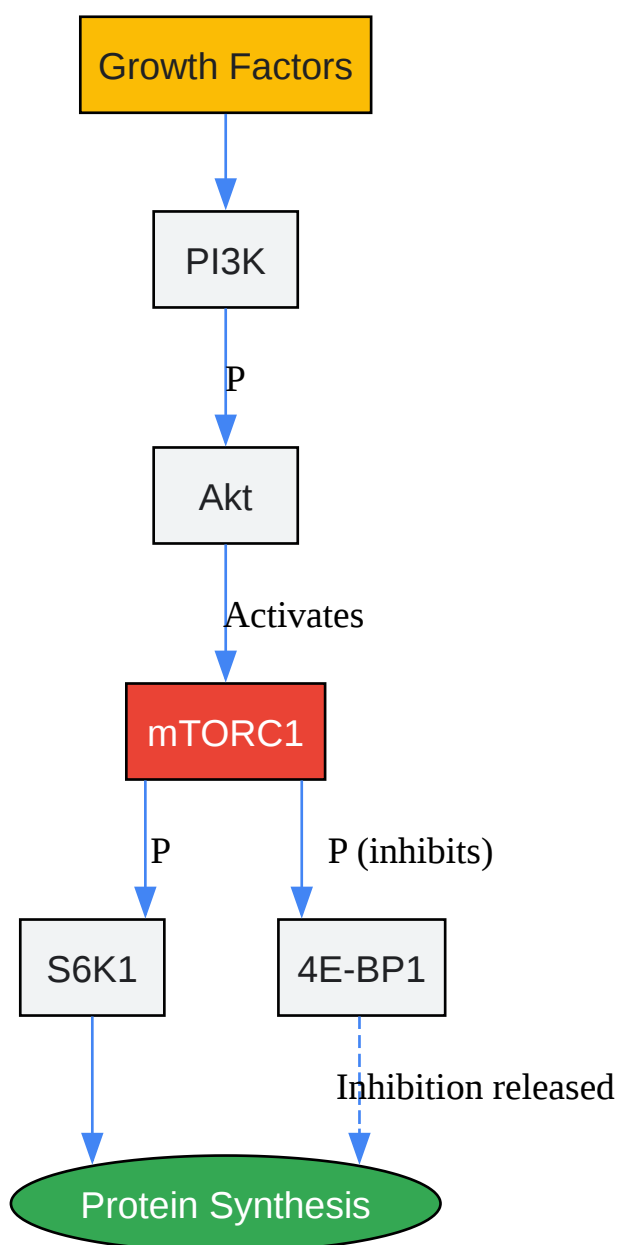 Growth Factors
PI3K
P
Akt
Activates
mTORC1
P
P (inhibits)
S6K1
4E-BP1
Inhibition released
Protein Synthesis